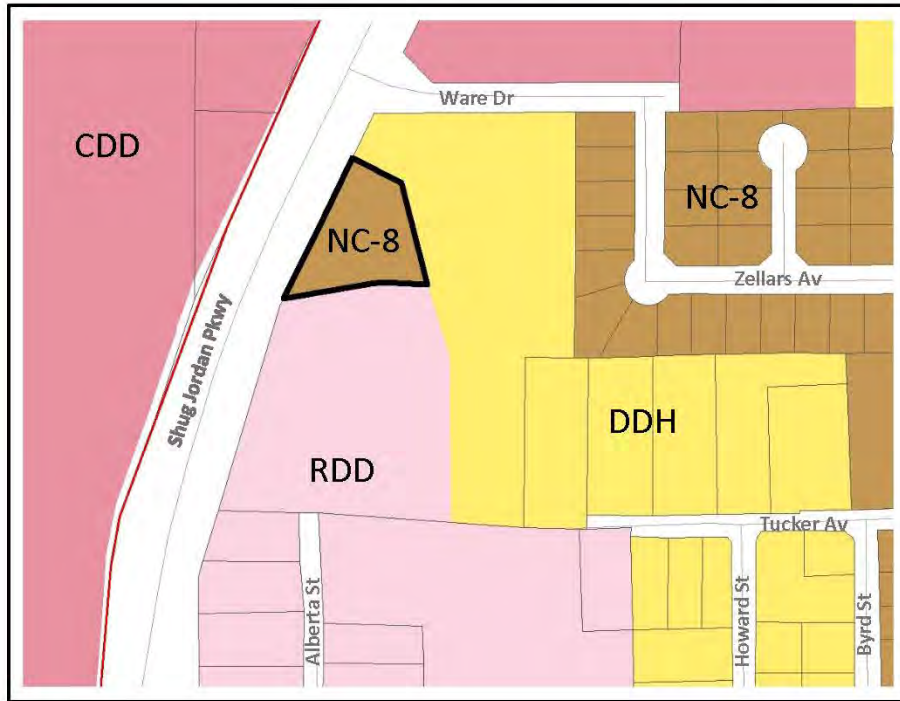 Ware Dr
CDD
NC-8
NC-8
Zellars Av
Shug Jordan Pkwy
DDH
RDD
Tucker Av
Alberta St
Howard St
Byrd St